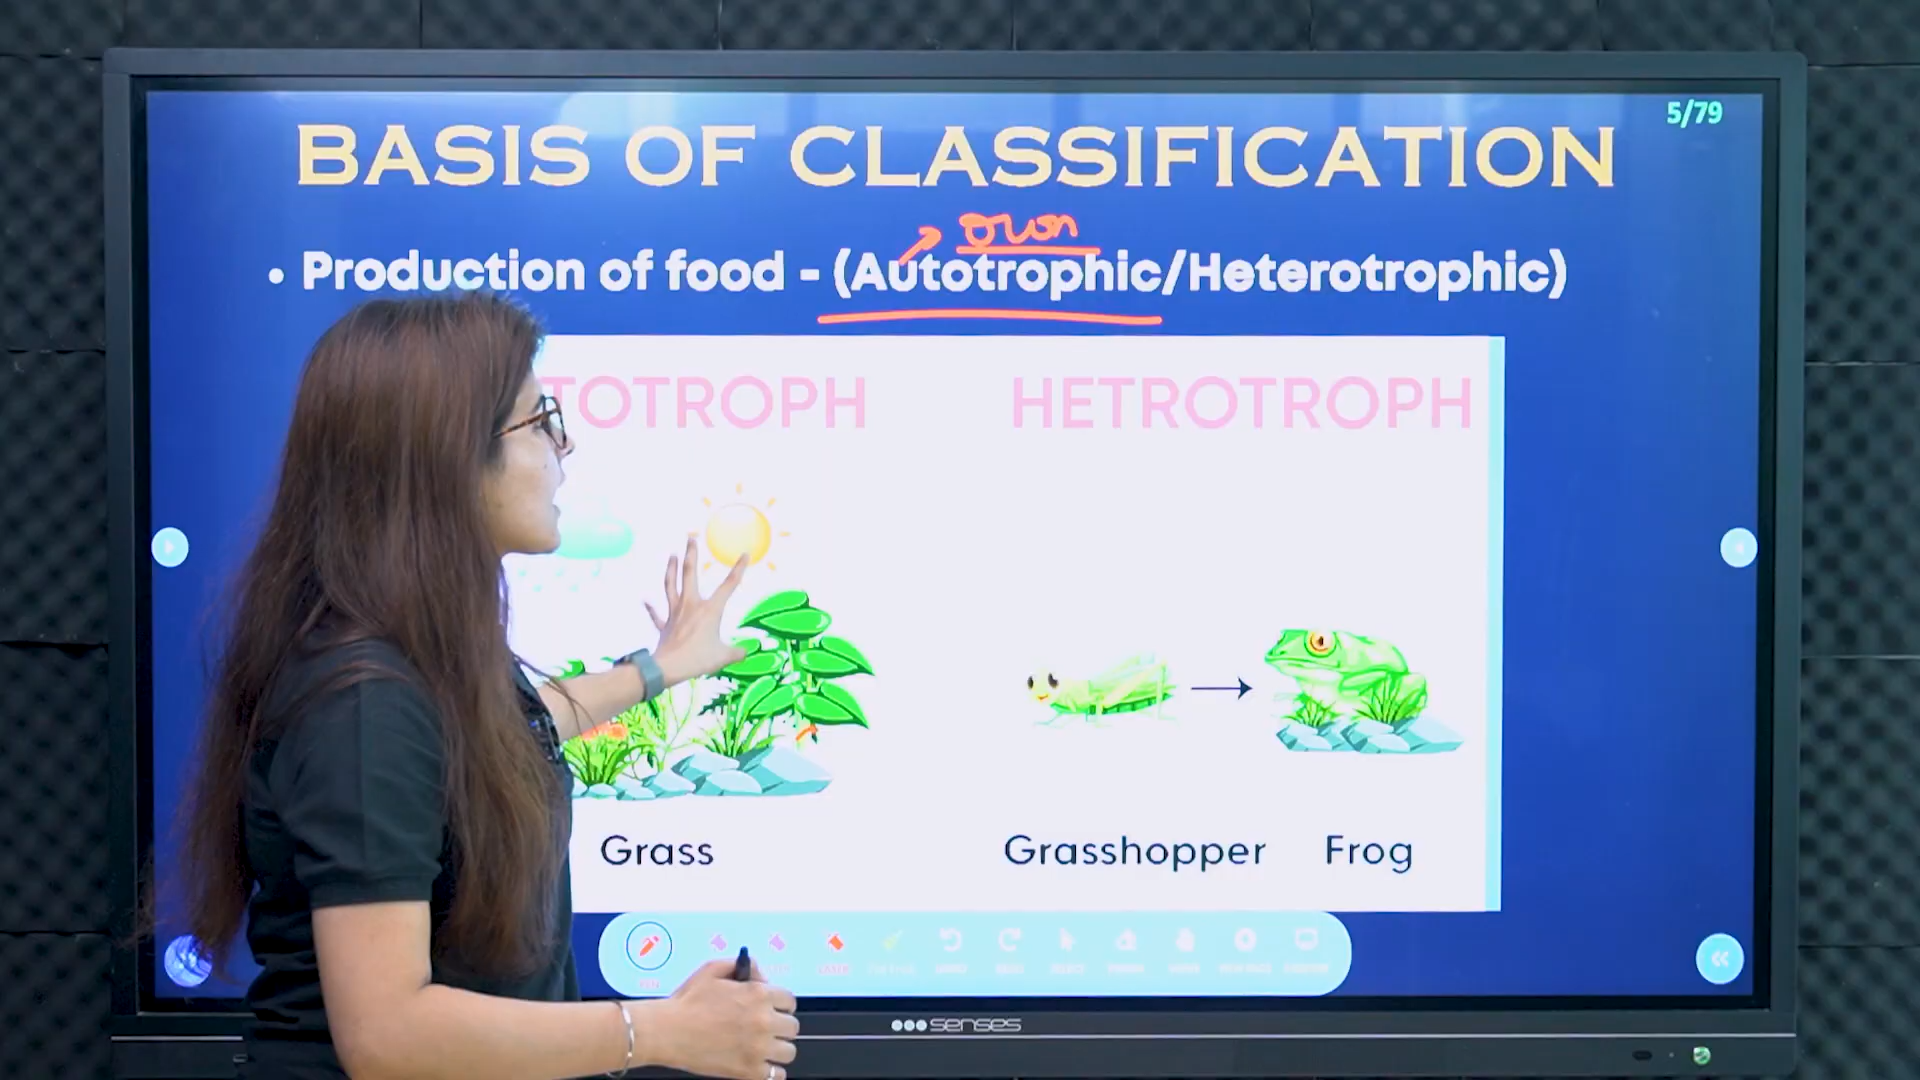 5/79
BASIS OF CLASSIFICATION
own
• Production of food - (Autotrophic/Heterotrophic)
TOTROPH HETROTROPH
Grass Grasshopper Frog
senses